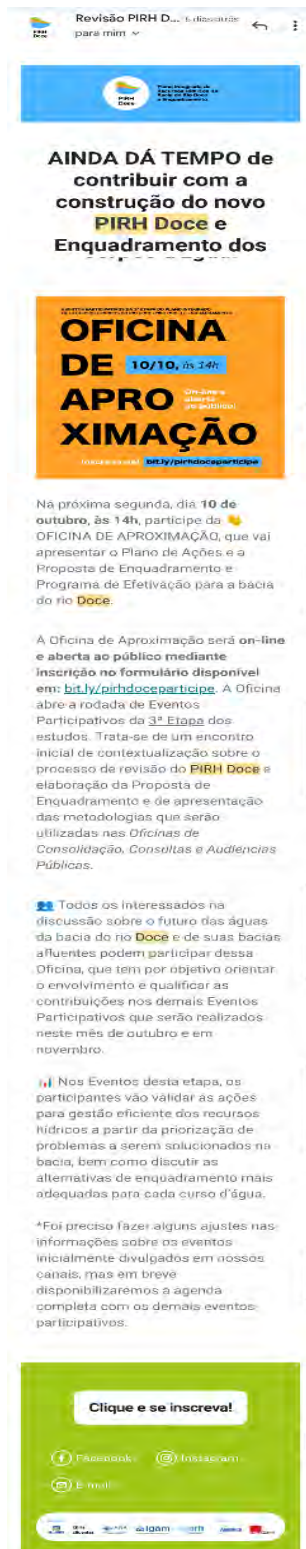 Revisão PIRH D... 6 dias atrás
para mim
PIRH
Doce
AINDA DÁ TEMPO de
contribuir com a
construção do novo
PIRH Doce e
Enquadramento dos
OFICINA
DE 10/10, às 14h
APRO On-line e
aberta
ao público!
XIMAÇÃO
bit.ly/pirhdoceparticipe
Na próxima segunda, dia 10 de
outubro, às 14h, participe da
OFICINA DE APROXIMAÇÃO, que vai
apresentar o Plano de Ações e a
Proposta de Enquadramento e
Programa de Efetivação para a bacia
do rio Doce.
A Oficina de Aproximação será on-line
e aberta ao público mediante
inscrição no formulário disponível
em: bit.ly/pirhdoceparticipe. A Oficina
abre a rodada de Eventos
Participativos da 3ª Etapa dos
estudos. Trata-se de um encontro
inicial de contextualização sobre o
processo de revisão do PIRH Doce e
elaboração da Proposta de
Enquadramento e de apresentação
das metodologias que serão
utilizadas nas Oficinas de
Consolidação, Consultas e Audiências
Públicas.
👥 Todos os interessados na
discussão sobre o futuro das águas
da bacia do rio Doce e de suas bacias
afluentes podem participar dessa
Oficina, que tem por objetivo orientar
o envolvimento e qualificar as
contribuições nos demais Eventos
Participativos que serão realizados
neste mês de outubro e em
novembro.
📊 Nos Eventos desta etapa, os
participantes vão validar as ações
para gestão eficiente dos recursos
hídricos a partir da priorização de
problemas a serem solucionados na
bacia, bem como discutir as
alternativas de enquadramento mais
adequadas para cada curso d'água.
*Foi preciso fazer alguns ajustes nas
informações sobre os eventos
inicialmente divulgados em nossos
canais, mas em breve
disponibilizaremos a agenda
completa com os demais eventos
participativos.
Clique e se inscreva!
Facebook Instagram
E-mail
igam